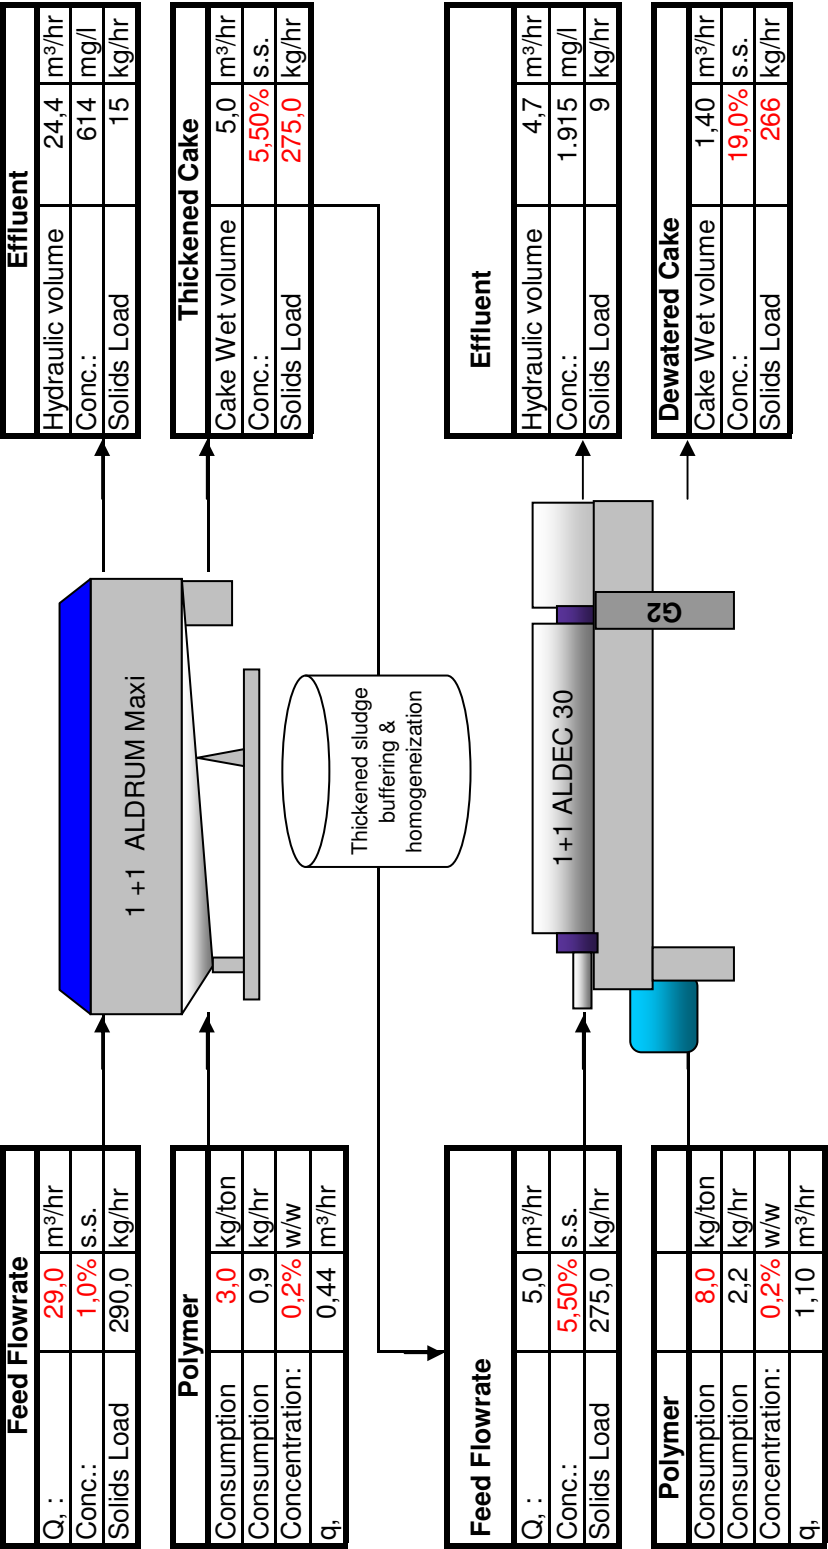 Feed Flowrate
Q, : 29,0 m³/hr
Conc.: 1,0% s.s.
Solids Load 290,0 kg/hr
Polymer
Consumption 3,0 kg/ton
Consumption 0,9 kg/hr
Concentration: 0,2% w/w
q, 0,44 m³/hr
1 +1 ALDRUM Maxi
Effluent
Hydraulic volume 24,4 m³/hr
Conc.: 614 mg/l
Solids Load 15 kg/hr
Thickened Cake
Cake Wet volume 5,0 m³/hr
Conc.: 5,50% s.s.
Solids Load 275,0 kg/hr
Thickened sludge
buffering &
homogeneization
Feed Flowrate
Q, : 5,0 m³/hr
Conc.: 5,50% s.s.
Solids Load 275,0 kg/hr
Polymer
Consumption 8,0 kg/ton
Consumption 2,2 kg/hr
Concentration: 0,2% w/w
q, 1,10 m³/hr
1+1 ALDEC 30
G2
Effluent
Hydraulic volume 4,7 m³/hr
Conc.: 1.915 mg/l
Solids Load 9 kg/hr
Dewatered Cake
Cake Wet volume 1,40 m³/hr
Conc.: 19,0% s.s.
Solids Load 266 kg/hr